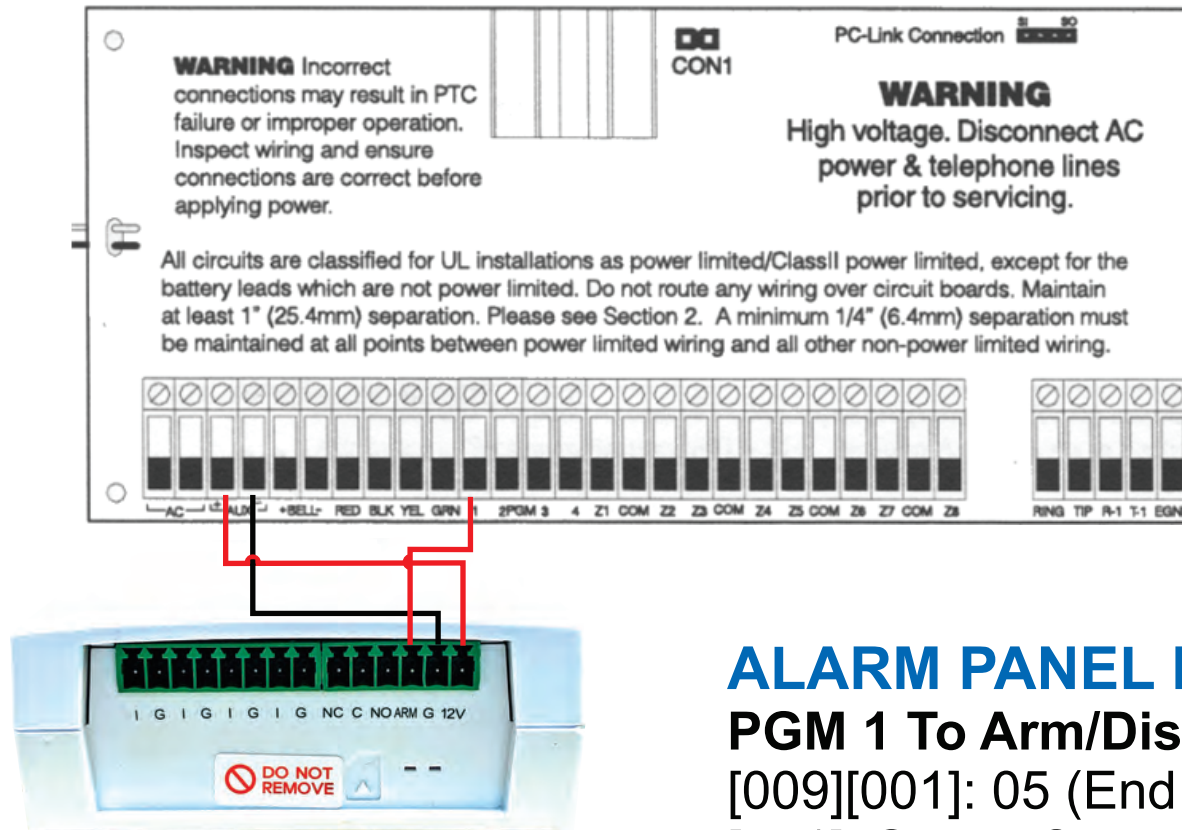 PC-Link Connection SI SO
CON1
WARNING Incorrect
connections may result in PTC
failure or improper operation.
Inspect wiring and ensure
connections are correct before
applying power.
WARNING
High voltage. Disconnect AC
power & telephone lines
prior to servicing.
All circuits are classified for UL installations as power limited/ClassII power limited, except for the
battery leads which are not power limited. Do not route any wiring over circuit boards. Maintain
at least 1" (25.4mm) separation. Please see Section 2. A minimum 1/4" (6.4mm) separation must
be maintained at all points between power limited wiring and all other non-power limited wiring.
AC + AUX - +BELL- RED BLK YEL GRN 1 2PGM 3 4 Z1 COM Z2 Z3 COM Z4 Z5 COM Z6 Z7 COM Z8 RING TIP R-1 T-1 EGN
I G I G I G I G NC C NO ARM G 12V
DO NOT
REMOVE
ALARM PANEL
PGM 1 To Arm/Dis
[009][001]: 05 (End